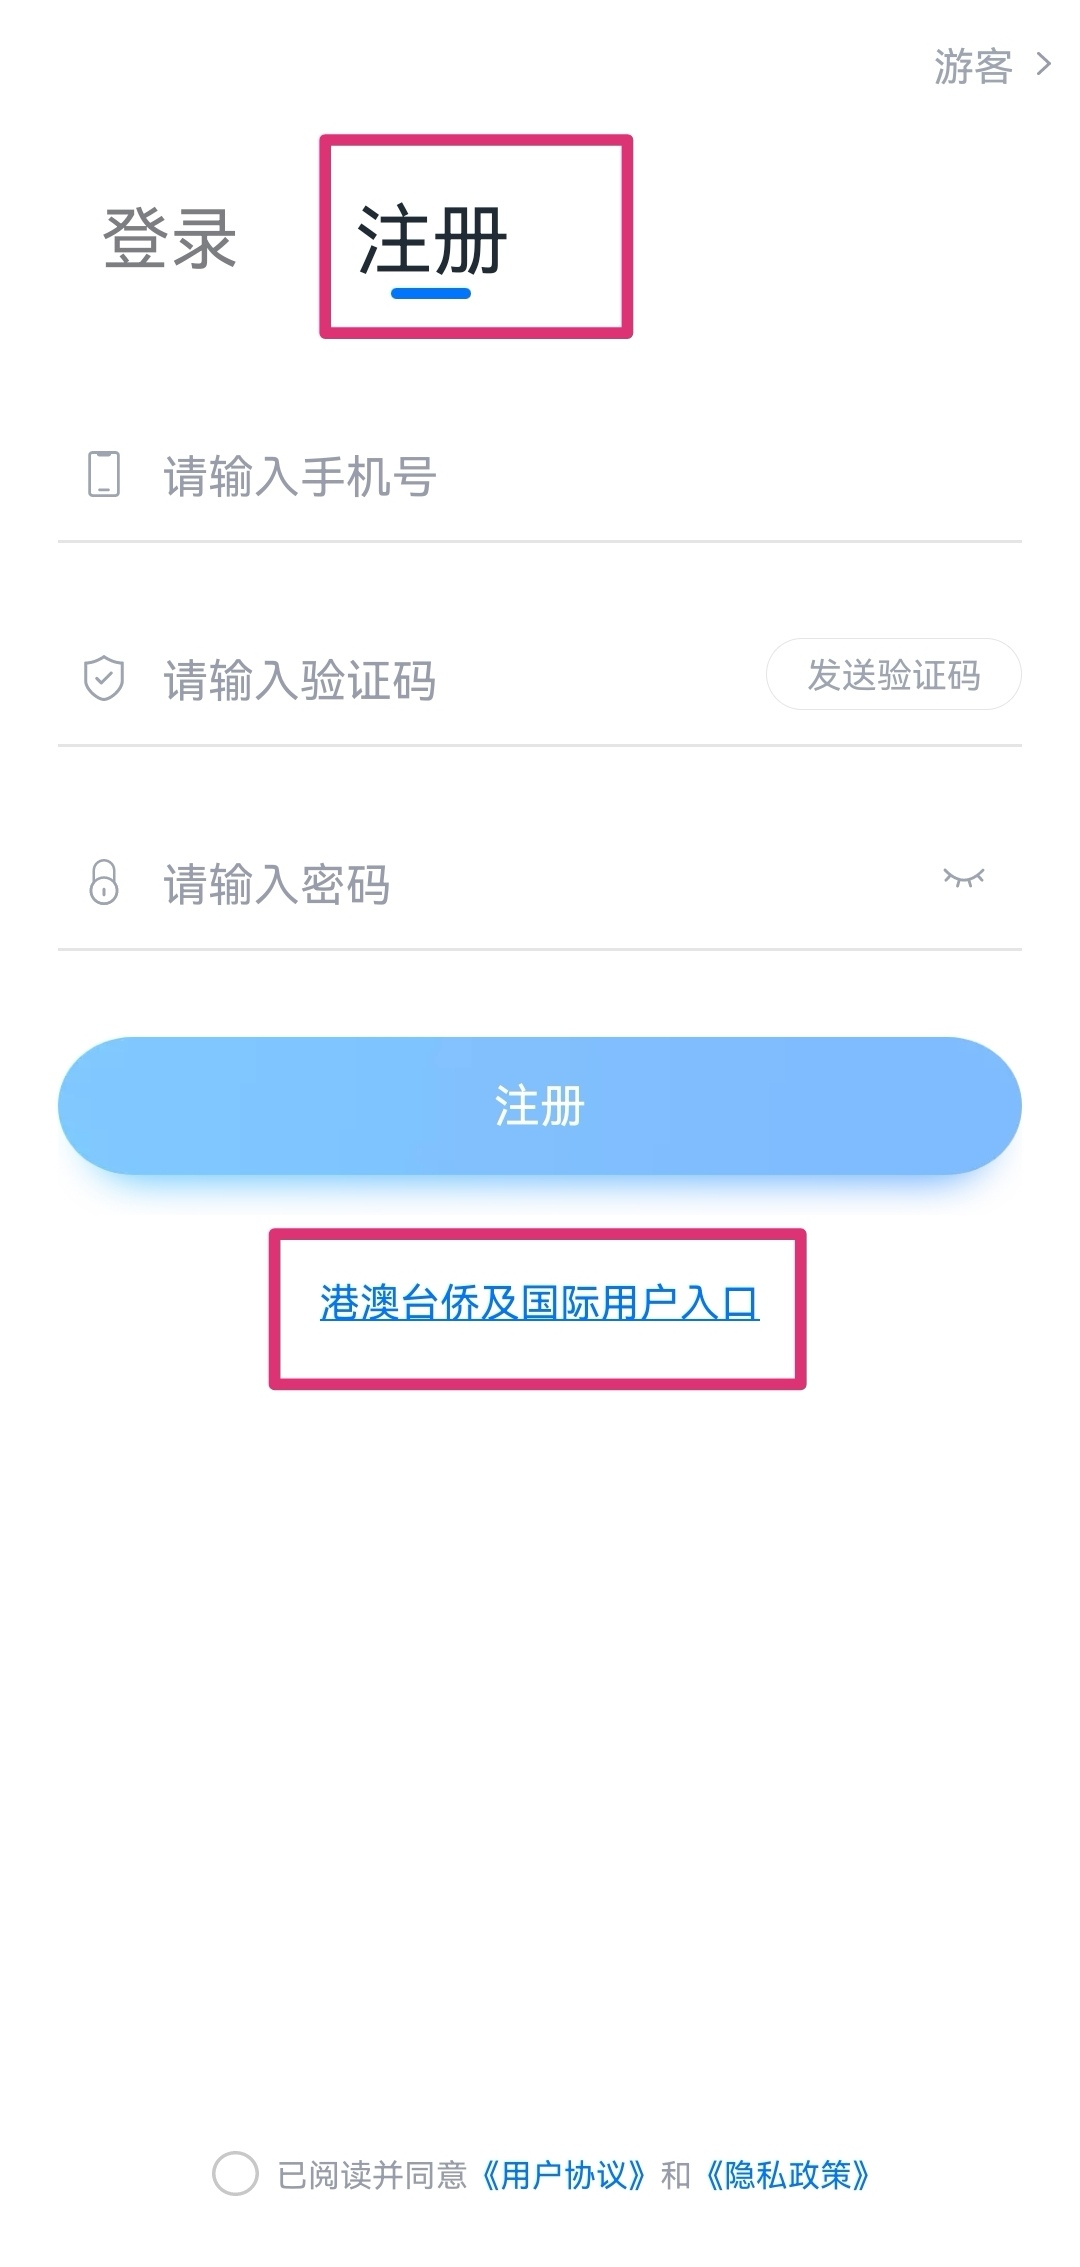 游客
登录 注册
请输入手机号
请输入验证码 发送验证码
请输入密码
注册
港澳台侨及国际用户入口
已阅读并同意《用户协议》和《隐私政策》